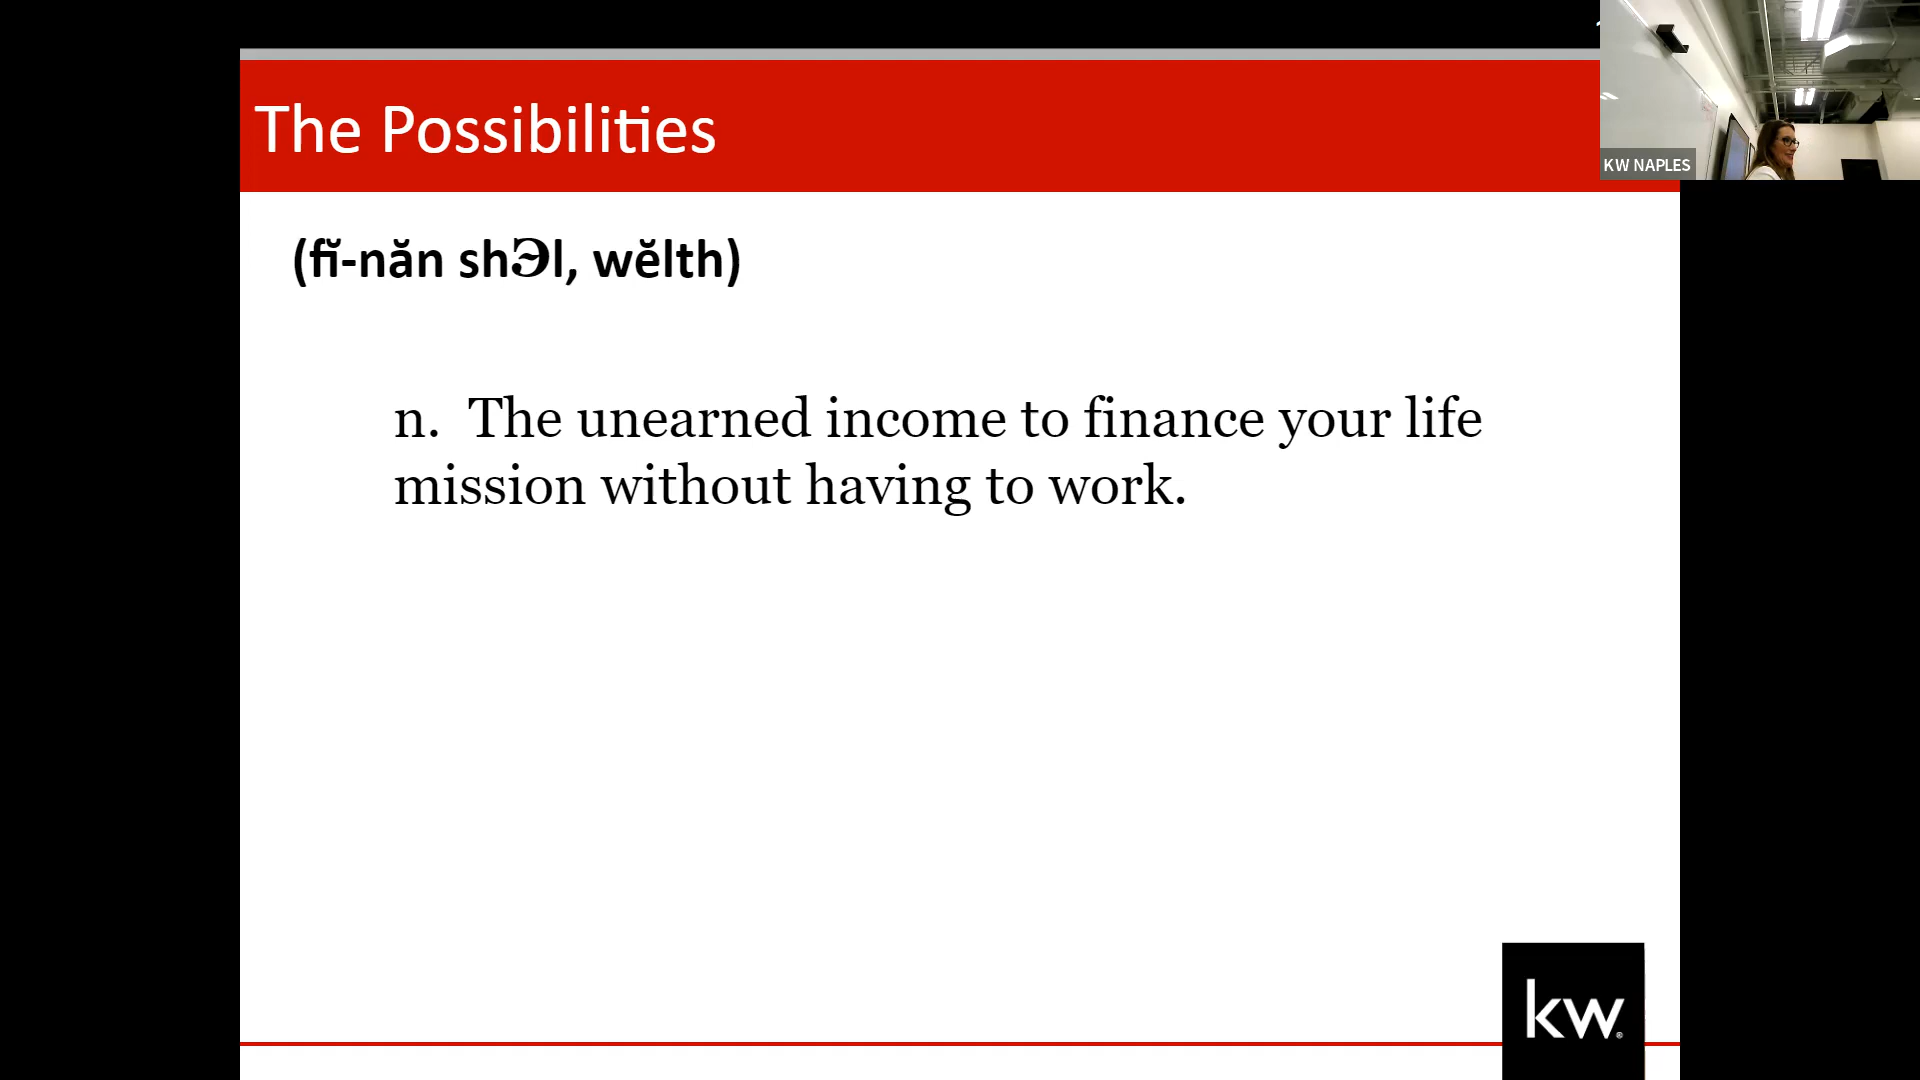 The Possibilities
KW NAPLES
(fĭ-năn shЭl, wĕlth)
n. The unearned income to finance your life
mission without having to work.
kw.